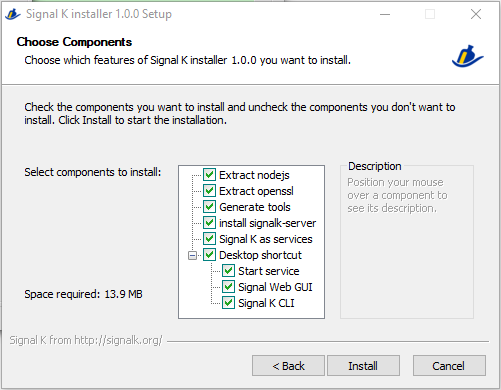 Signal K installer 1.0.0 Setup
Choose Components
Choose which features of Signal K installer 1.0.0 you want to install.
Check the components you want to install and uncheck the components you don't want to
install. Click Install to start the installation.
Select components to install:
Extract nodejs
Extract openssl
Generate tools
install signalk-server
Signal K as services
Desktop shortcut
Start service
Signal Web GUI
Signal K CLI
Description
Position your mouse
over a component to
see its description.
Space required: 13.9 MB
Signal K from http://signalk.org/
< Back
Install
Cancel